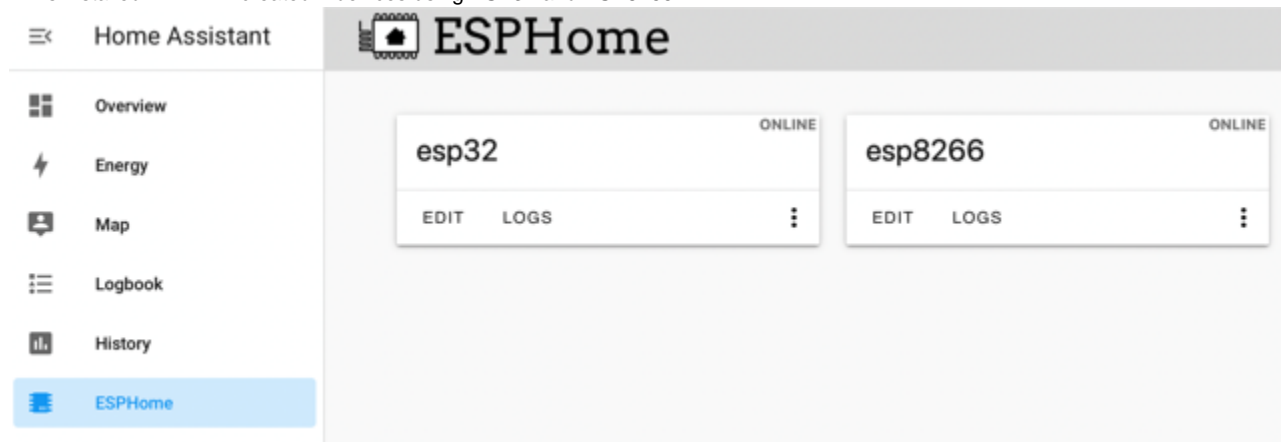 Home Assistant
ESPHome
Overview
Energy
Map
Logbook
History
ESPHome
ONLINE
esp32
EDIT LOGS
ONLINE
esp8266
EDIT LOGS